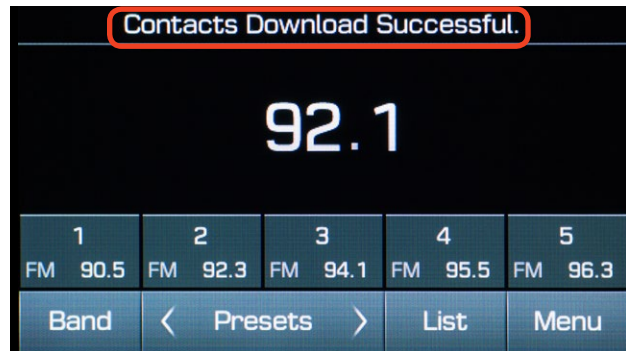 Contacts Download Successful.
92.1
1 2 3 4 5
FM 90.5 FM 92.3 FM 94.1 FM 95.5 FM 96.3
Band < Presets > List Menu